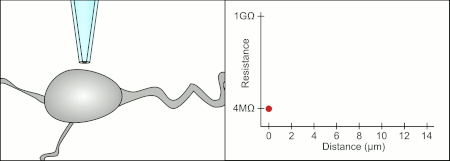 1GΩ
Resistance
4MΩ
0 2 4 6 8 10 12 14
Distance (μm)